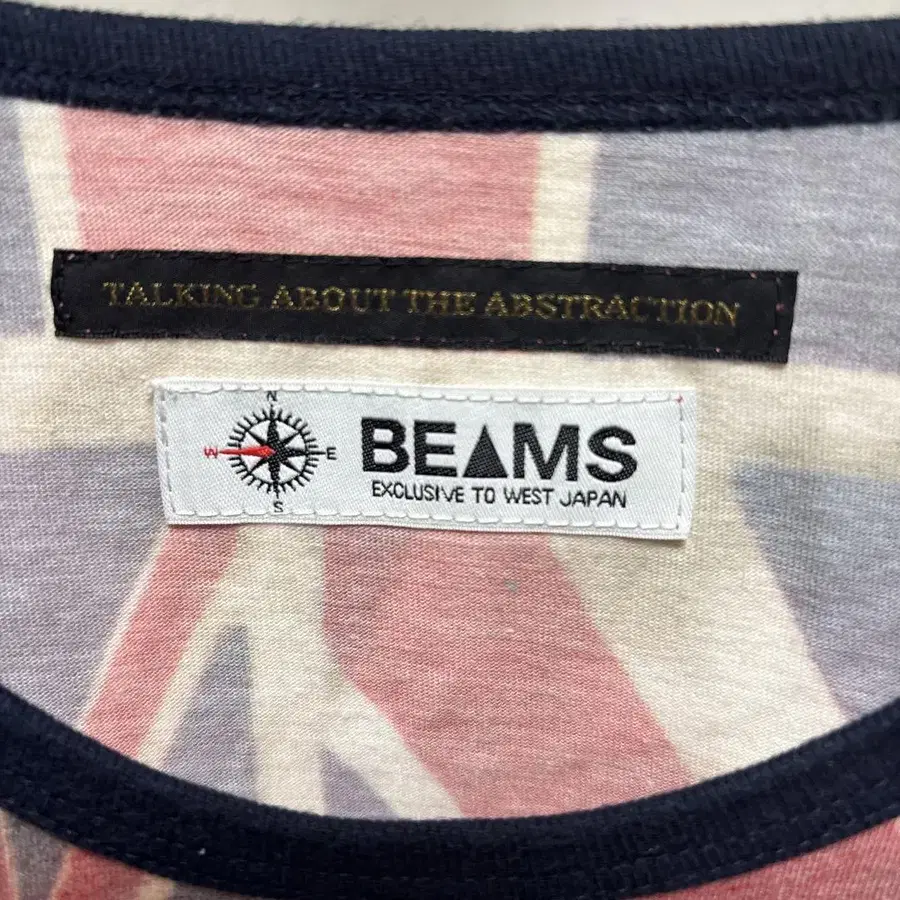 TALKING ABOUT THE ABSTRACTION
N
W E
S
BEAMS
EXCLUSIVE TO WEST JAPAN